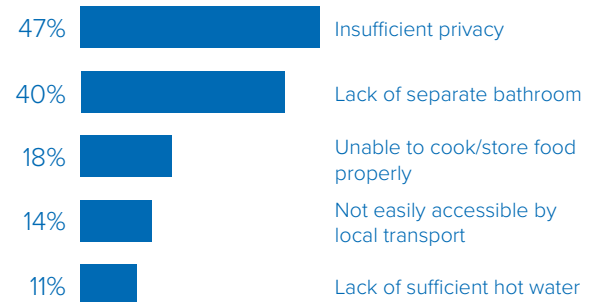 47% Insufficient privacy
40% Lack of separate bathroom
18% Unable to cook/store food
properly
14% Not easily accessible by
local transport
11% Lack of sufficient hot water